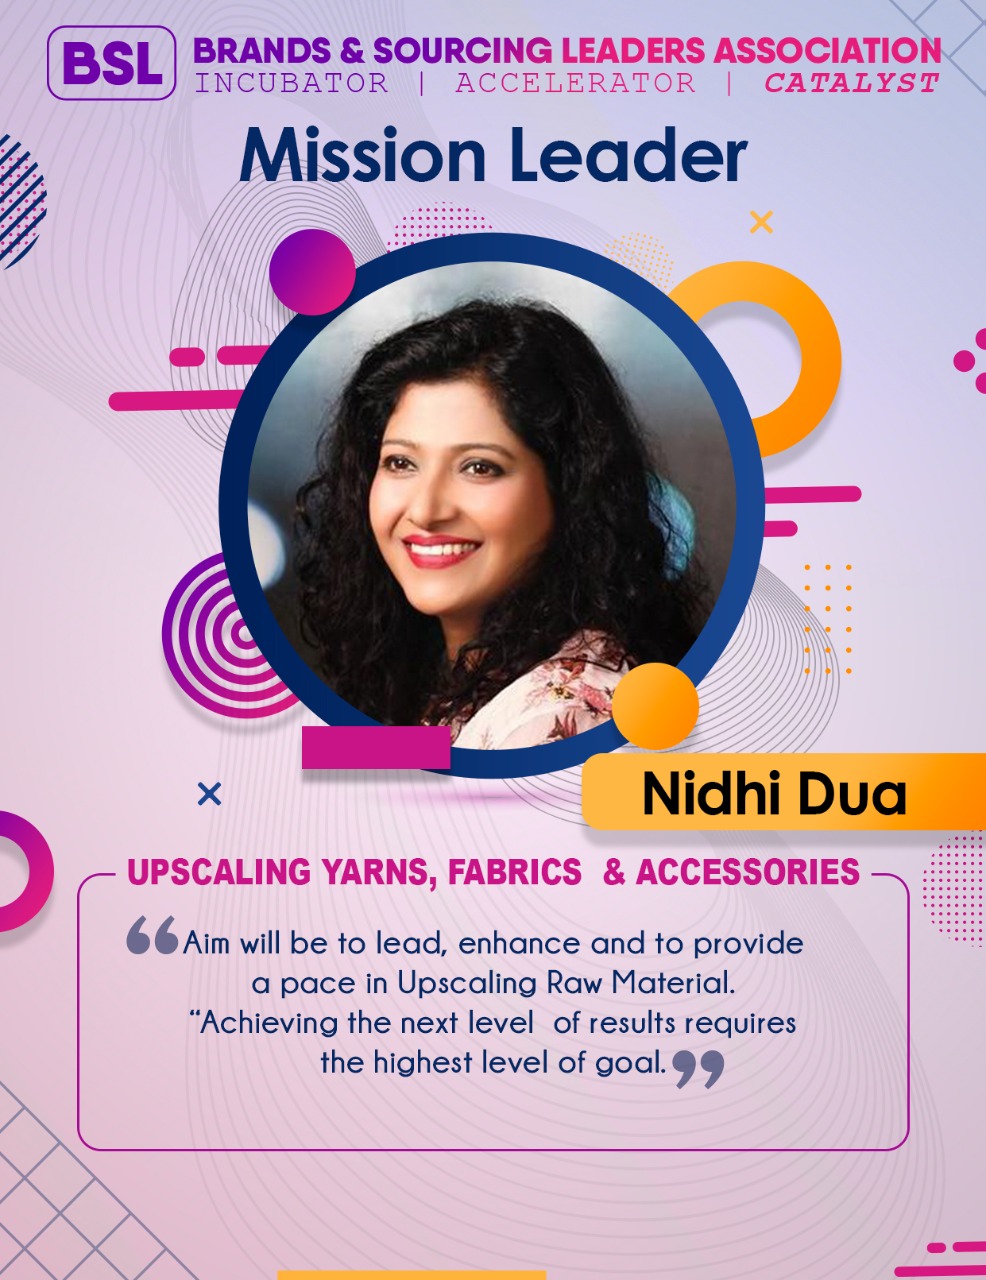 BSL
BRANDS & SOURCING LEADERS ASSOCIATION
INCUBATOR | ACCELERATOR | CATALYST
Mission Leader
Nidhi Dua
UPSCALING YARNS, FABRICS & ACCESSORIES
“Aim will be to lead, enhance and to provide
a pace in Upscaling Raw Material.
“Achieving the next level of results requires
the highest level of goal.”